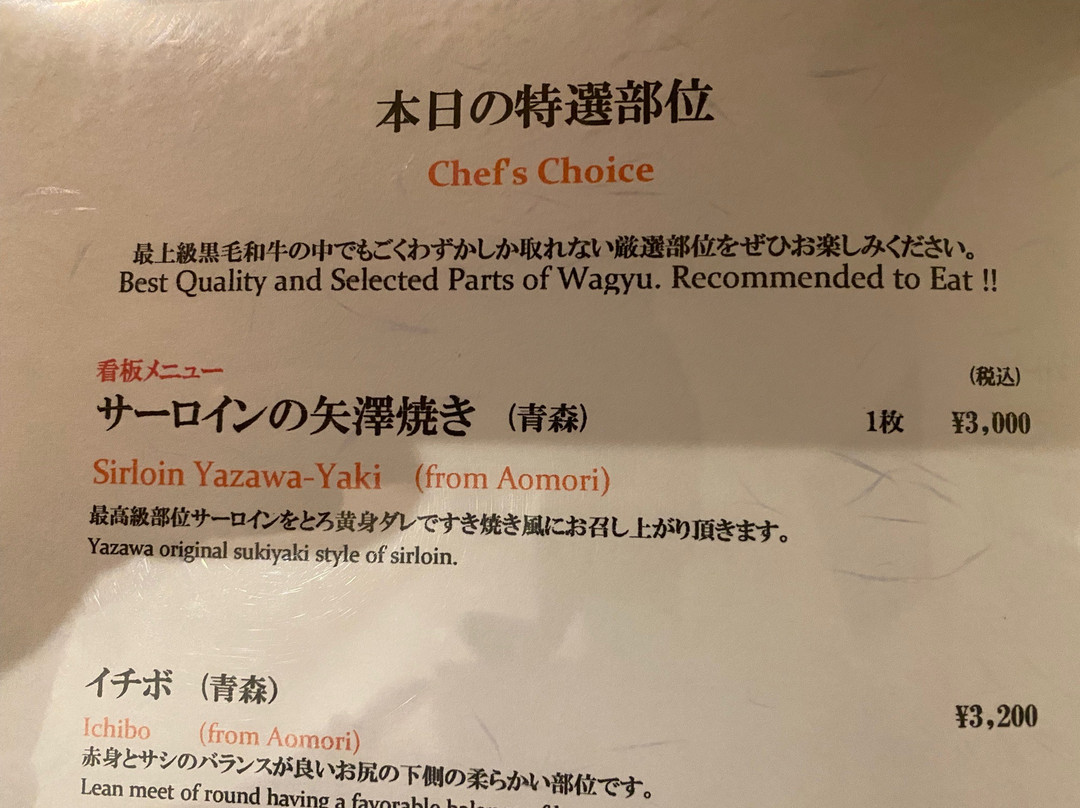 本日の特選部位
Chef's Choice
最上級黒毛和牛の中でもごくわずかしか取れない厳選部位をぜひお楽しみください。
Best Quality and Selected Parts of Wagyu. Recommended to Eat !!
看板メニュー
(税込)
サーロインの矢澤焼き (青森) 1枚 ¥3,000
Sirloin Yazawa-Yaki (from Aomori)
最高級部位サーロインをとろ黄身ダレですき焼き風にお召し上がり頂きます。
Yazawa original sukiyaki style of sirloin.
イチボ (青森)
¥3,200
Ichibo (from Aomori)
赤身とサシのバランスが良いお尻の下側の柔らかい部位です。
Lean meet of round having a favorable